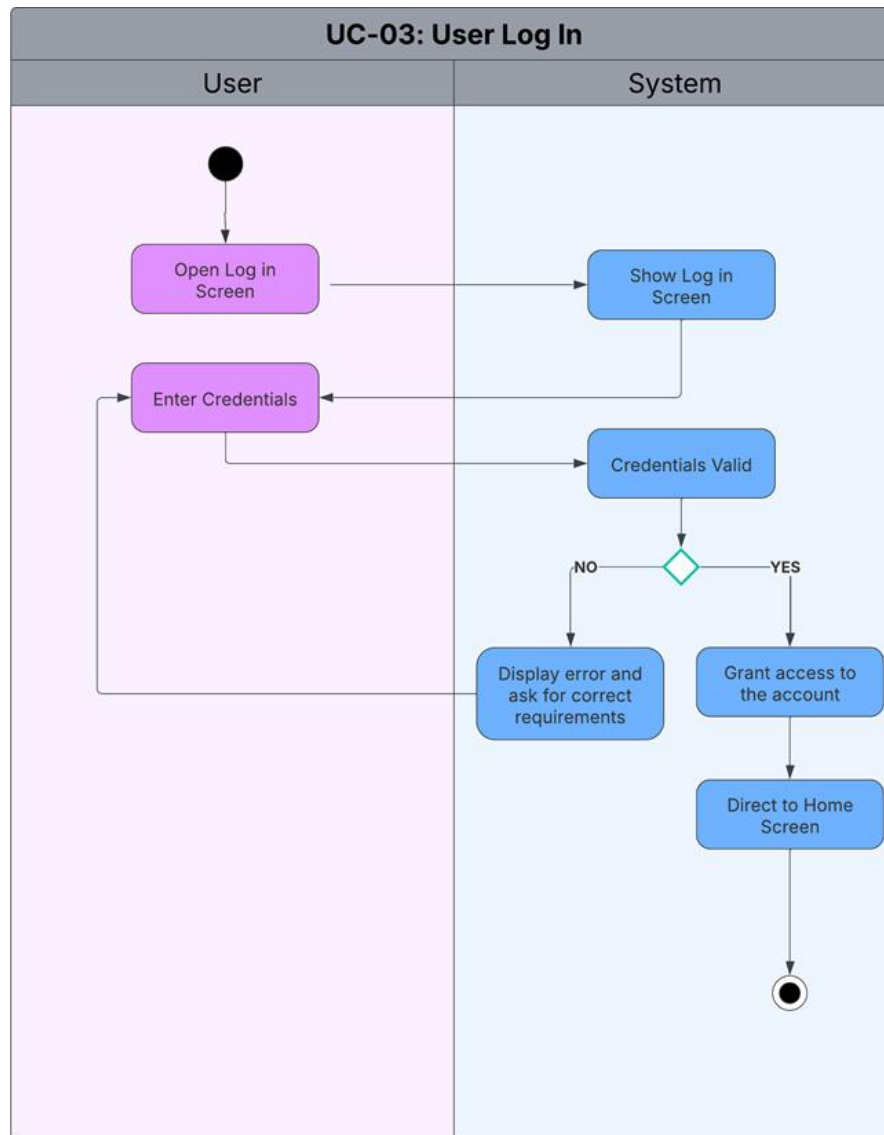 UC-03: User Log In
User
System
Open Log in
Screen
Show Log in
Screen
Enter Credentials
Credentials Valid
NO
YES
Display error and
ask for correct
requirements
Grant access to
the account
Direct to Home
Screen